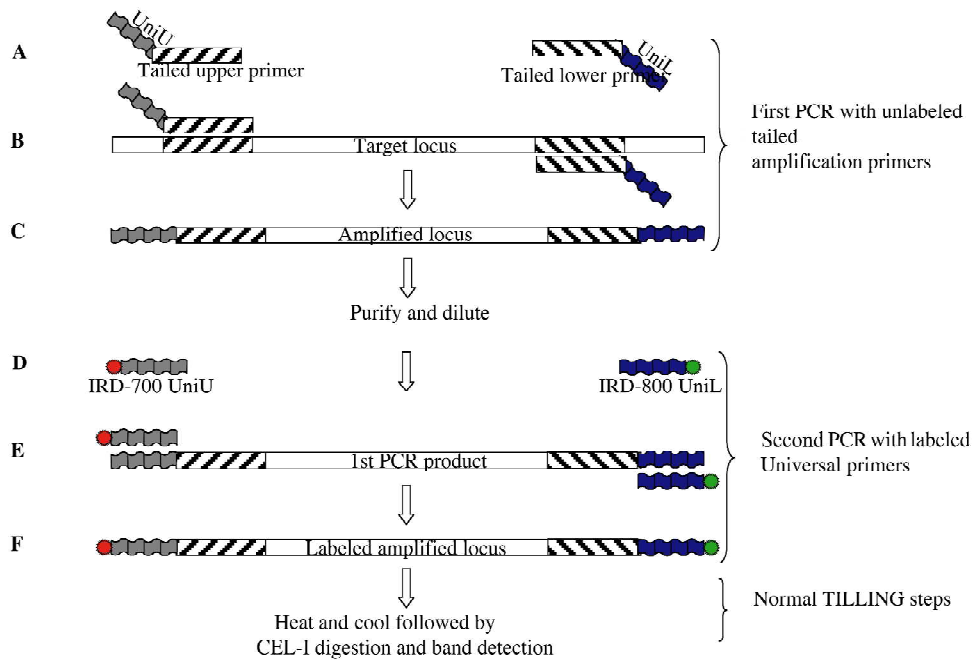 A
UniU
UniL
Tailed upper primer
Tailed lower primer
First PCR with unlabeled
tailed
amplification primers
B
Target locus
C
Amplified locus
Purify and dilute
D
IRD-700 UniU
IRD-800 UniL
E
1st PCR product
Second PCR with labeled
Universal primers
F
Labeled amplified locus
Normal TILLING steps
Heat and cool followed by
CEL-I digestion and band detection